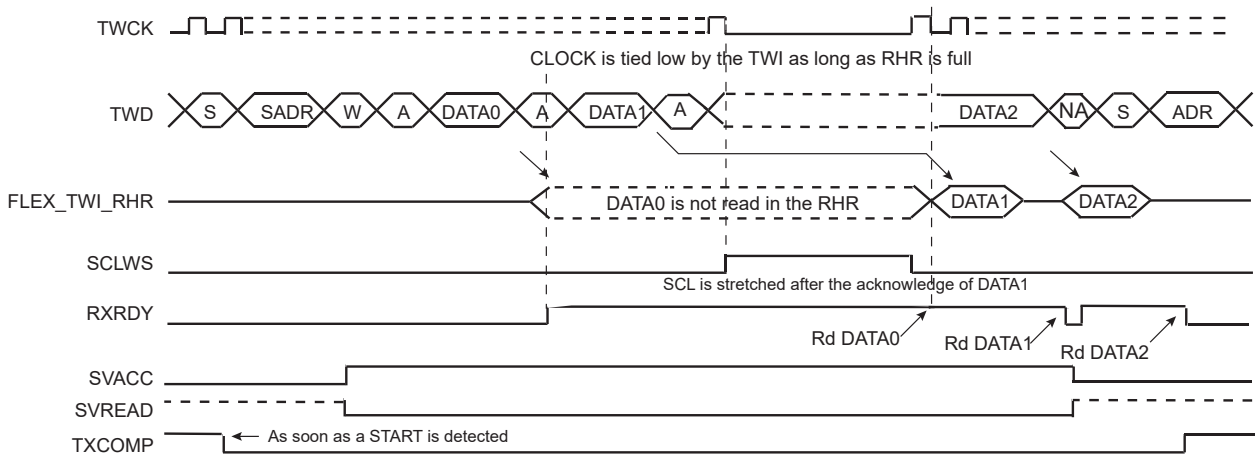 TWCK
CLOCK is tied low by the TWI as long as RHR is full
TWD S SADR W A DATA0 A DATA1 A DATA2 NA S ADR
FLEX_TWI_RHR DATA0 is not read in the RHR DATA1 DATA2
SCLWS
SCL is stretched after the acknowledge of DATA1
RXRDY
Rd DATA0 Rd DATA1 Rd DATA2
SVACC
SVREAD
TXCOMP As soon as a START is detected